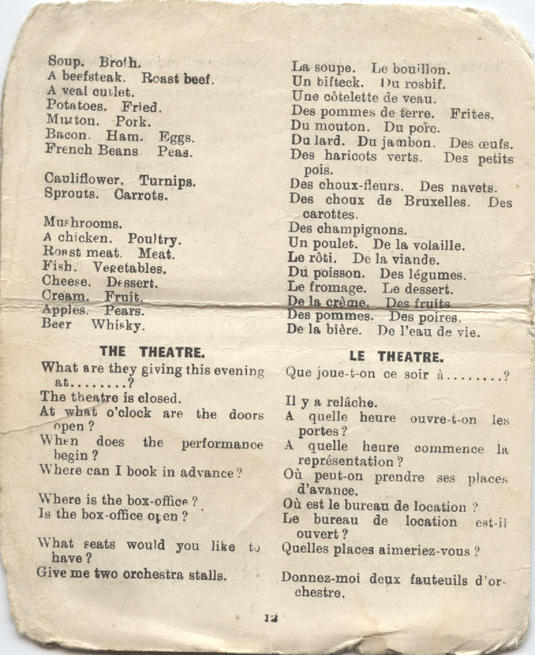 Soup. Broth.
A beefsteak. Roast beef.
A veal cutlet.
Potatoes. Fried.
Mutton. Pork.
Bacon. Ham. Eggs.
French Beans Peas.
Cauliflower. Turnips.
Sprouts. Carrots.
Mushrooms.
A chicken. Poultry.
Roast meat. Meat.
Fish. Vegetables.
Cheese. Dessert.
Cream. Fruit.
Apples. Pears.
Beer Whisky.
THE THEATRE.
What are they giving this evening
at........?
The theatre is closed.
At what o'clock are the doors
open?
When does the performance
begin?
Where can I book in advance?
Where is the box-office?
Is the box-office open?
What seats would you like to
have?
Give me two orchestra stalls.
La soupe. Le bouillon.
Un bifteck. Du rosbif.
Une côtelette de veau.
Des pommes de terre. Frites.
Du mouton. Du porc.
Du lard. Du jambon. Des œufs.
Des haricots verts. Des petits
pois.
Des choux-fleurs. Des navets.
Des choux de Bruxelles. Des
carottes.
Des champignons.
Un poulet. De la volaille.
Le rôti. De la viande.
Du poisson. Des légumes.
Le fromage. Le dessert.
De la crème. Des fruits.
Des pommes. Des poires.
De la bière. De l'eau de vie.
LE THEATRE.
Que joue-t-on ce soir à........?
Il y a relâche.
A quelle heure ouvre-t-on les
portes?
A quelle heure commence la
représentation?
Où peut-on prendre ses places
d'avance.
Où est le bureau de location?
Le bureau de location est-il
ouvert?
Quelles places aimeriez-vous?
Donnez-moi deux fauteuils d'or-
chestre.
12